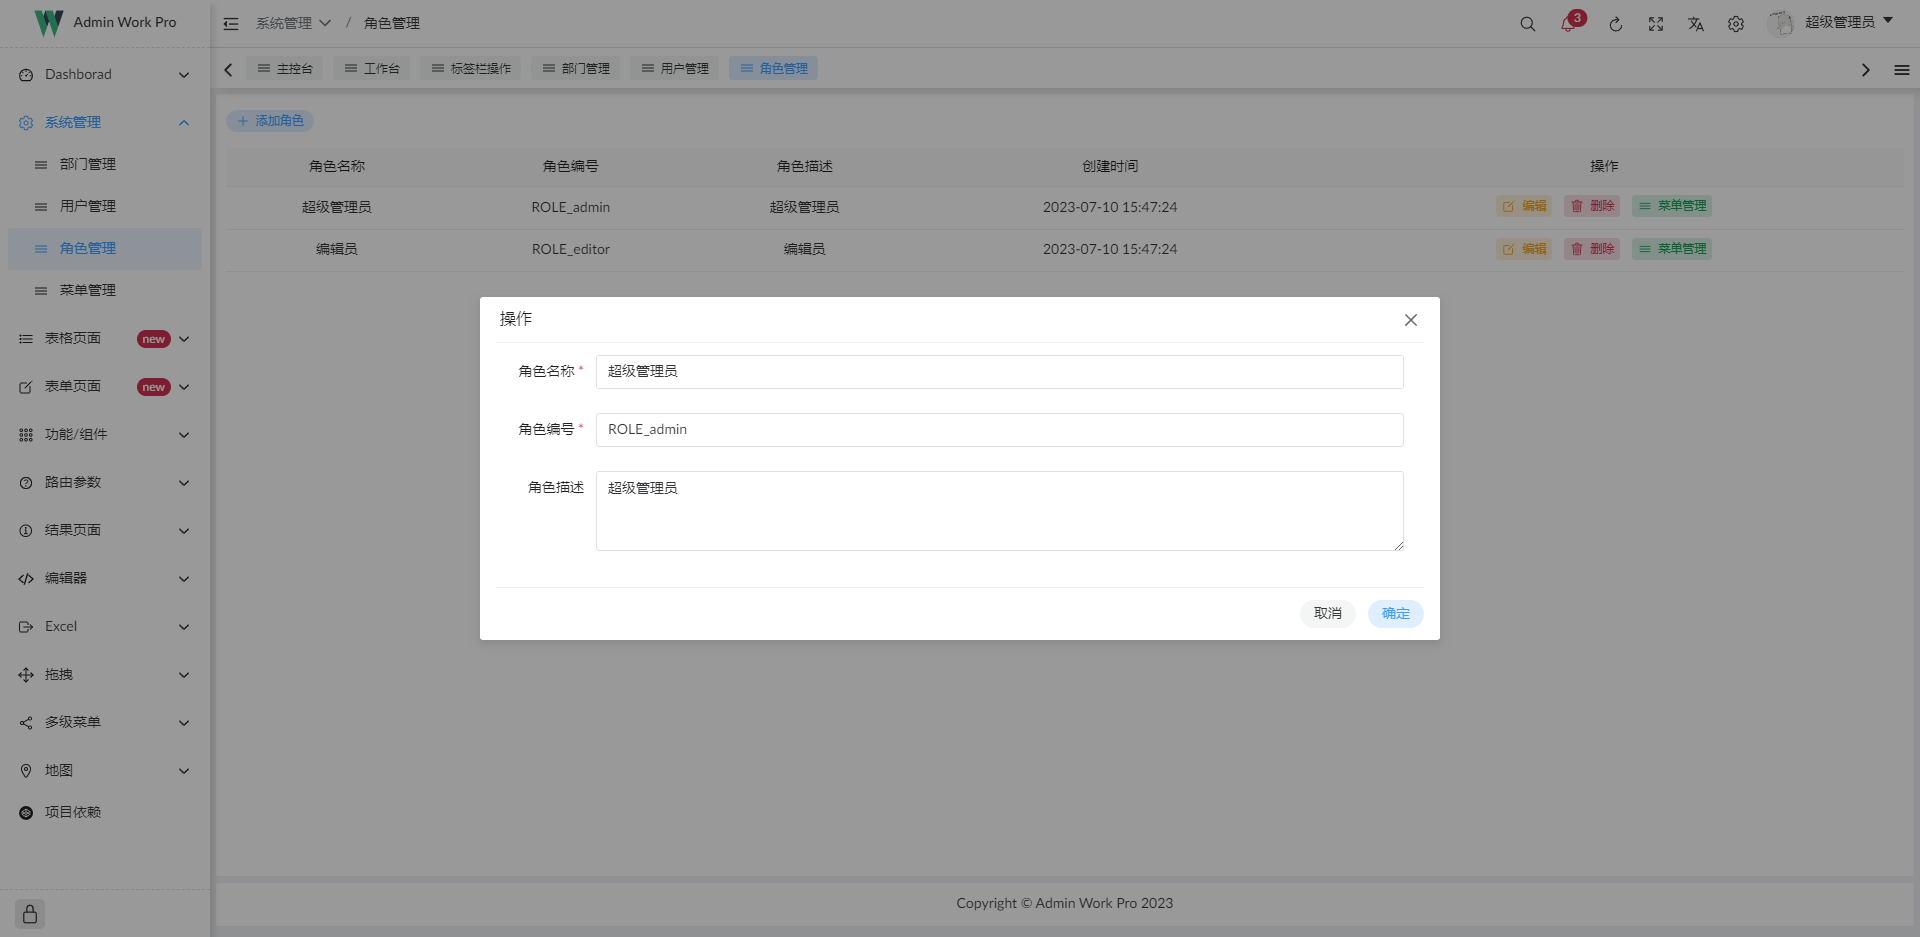 Admin Work Pro
系统管理 / 角色管理
3
超级管理员
Dashborad
系统管理
部门管理
用户管理
角色管理
菜单管理
表格页面 new
表单页面 new
功能/组件
路由参数
结果页面
编辑器
Excel
拖拽
多级菜单
地图
项目依赖
主控台 工作台 标签栏操作 部门管理 用户管理 角色管理
添加角色
角色名称 角色编号 角色描述 创建时间 操作
超级管理员 ROLE_admin 超级管理员 2023-07-10 15:47:24 编辑 删除 菜单管理
编辑员 ROLE_editor 编辑员 2023-07-10 15:47:24 编辑 删除 菜单管理
操作
角色名称 * 超级管理员
角色编号 * ROLE_admin
角色描述 超级管理员
取消 确定
Copyright © Admin Work Pro 2023